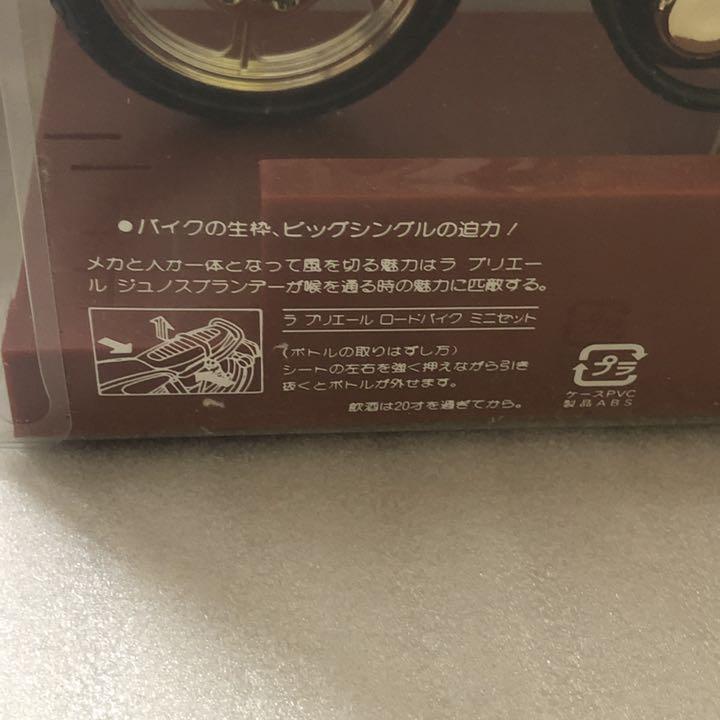 ●バイクの生粋、ビッグシングルの迫力!
メカと人が一体となって風を切る魅力はラ プリエー
ル ジュノスブランデーが喉を通る時の魅力に匹敵する。
ラ プリエール ロードバイク ミニセット
(ボトルの取りはずし方)
シートの左右を強く押えながら引き
抜くとボトルが外せます。
飲酒は20才を過ぎてから。
プラ
ケースPVC
製品ABS